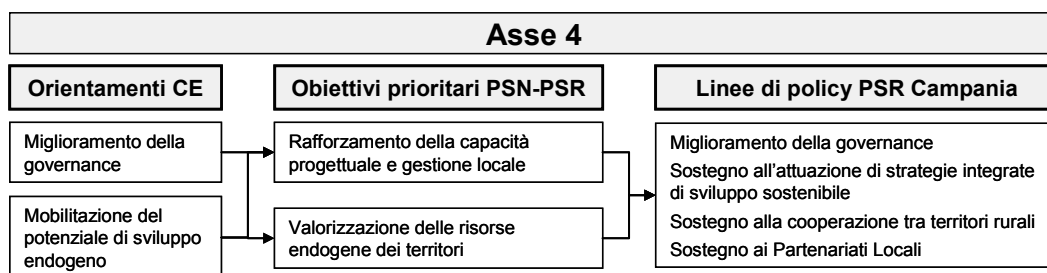 Asse 4
Orientamenti CE
Obiettivi prioritari PSN-PSR
Linee di policy PSR Campania
Miglioramento della
governance
Mobilitazione del
potenziale di sviluppo
endogeno
Rafforzamento della capacità
progettuale e gestione locale
Valorizzazione delle risorse
endogene dei territori
Miglioramento della governance
Sostegno all'attuazione di strategie integrate
di sviluppo sostenibile
Sostegno alla cooperazione tra territori rurali
Sostegno ai Partenariati Locali